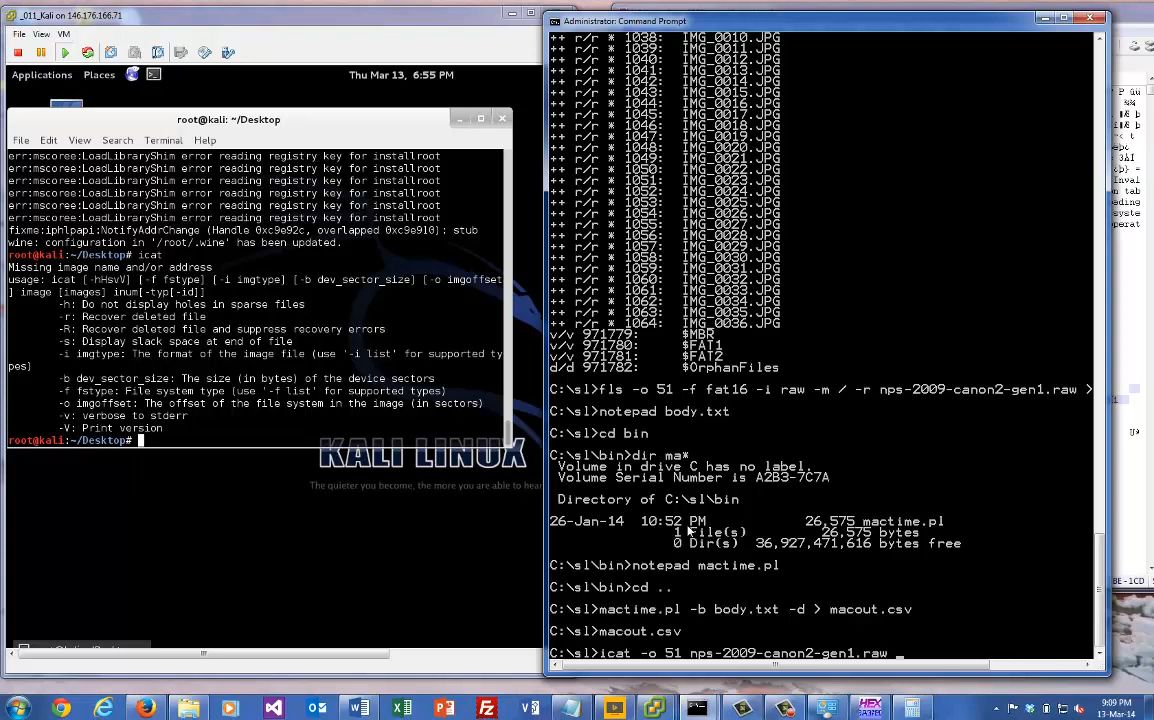 _011_Kali on 146.176.166.71
File View VM
Applications Places Thu Mar 13, 6:55 PM
root@kali: ~/Desktop
File Edit View Search Terminal Help
err:mscoree:LoadLibraryShim error reading registry key for installroot
err:mscoree:LoadLibraryShim error reading registry key for installroot
err:mscoree:LoadLibraryShim error reading registry key for installroot
err:mscoree:LoadLibraryShim error reading registry key for installroot
err:mscoree:LoadLibraryShim error reading registry key for installroot
err:mscoree:LoadLibraryShim error reading registry key for installroot
fixme:iphlpapi:NotifyAddrChange (Handle 0xc9e92c, overlapped 0xc9e910): stub
wine: configuration in '/root/.wine' has been updated.
root@kali:~/Desktop# icat
Missing image name and/or address
usage: icat [-hHsvV] [-f fstype] [-i imgtype] [-b dev_sector_size] [-o imgoffset
] image [images] inum[-typ[-id]]
-h: Do not display holes in sparse files
-r: Recover deleted file
-R: Recover deleted file and suppress recovery errors
-s: Display slack space at end of file
-i imgtype: The format of the image file (use '-i list' for supported ty
pes)
-b dev_sector_size: The size (in bytes) of the device sectors
-f fstype: File system type (use '-f list' for supported types)
-o imgoffset: The offset of the file system in the image (in sectors)
-v: verbose to stderr
-V: Print version
root@kali:~/Desktop#
KALI LINUX
The quieter you become, the more you are able to hear
Administrator: Command Prompt
++ r/r * 1038: IMG_0010.JPG
++ r/r * 1039: IMG_0011.JPG
++ r/r * 1040: IMG_0012.JPG
++ r/r * 1041: IMG_0013.JPG
++ r/r * 1042: IMG_0014.JPG
++ r/r * 1043: IMG_0015.JPG
++ r/r * 1044: IMG_0016.JPG
++ r/r * 1045: IMG_0017.JPG
++ r/r * 1046: IMG_0018.JPG
++ r/r * 1047: IMG_0019.JPG
++ r/r * 1048: IMG_0020.JPG
++ r/r * 1049: IMG_0021.JPG
++ r/r * 1050: IMG_0022.JPG
++ r/r * 1051: IMG_0023.JPG
++ r/r * 1052: IMG_0024.JPG
++ r/r * 1053: IMG_0025.JPG
++ r/r * 1054: IMG_0026.JPG
++ r/r * 1055: IMG_0027.JPG
++ r/r * 1056: IMG_0028.JPG
++ r/r * 1057: IMG_0029.JPG
++ r/r * 1058: IMG_0030.JPG
++ r/r * 1059: IMG_0031.JPG
++ r/r * 1060: IMG_0032.JPG
++ r/r * 1061: IMG_0033.JPG
++ r/r * 1062: IMG_0034.JPG
++ r/r * 1063: IMG_0035.JPG
++ r/r * 1064: IMG_0036.JPG
v/v 971779: $MBR
v/v 971780: $FAT1
v/v 971781: $FAT2
d/d 971782: $OrphanFiles
C:\sl>fls -o 51 -f fat16 -i raw -m / -r nps-2009-canon2-gen1.raw >
C:\sl>notepad body.txt
C:\sl>cd bin
C:\sl\bin>dir ma*
Volume in drive C has no label.
Volume Serial Number is A2B3-7C7A
Directory of C:\sl\bin
26-Jan-14 10:52 PM 26,575 mactime.pl
1 File(s) 26,575 bytes
0 Dir(s) 36,927,471,616 bytes free
C:\sl\bin>notepad mactime.pl
C:\sl\bin>cd ..
C:\sl>mactime.pl -b body.txt -d > macout.csv
C:\sl>macout.csv
C:\sl>icat -o 51 nps-2009-canon2-gen1.raw _
9:09 PM
13-Mar-14